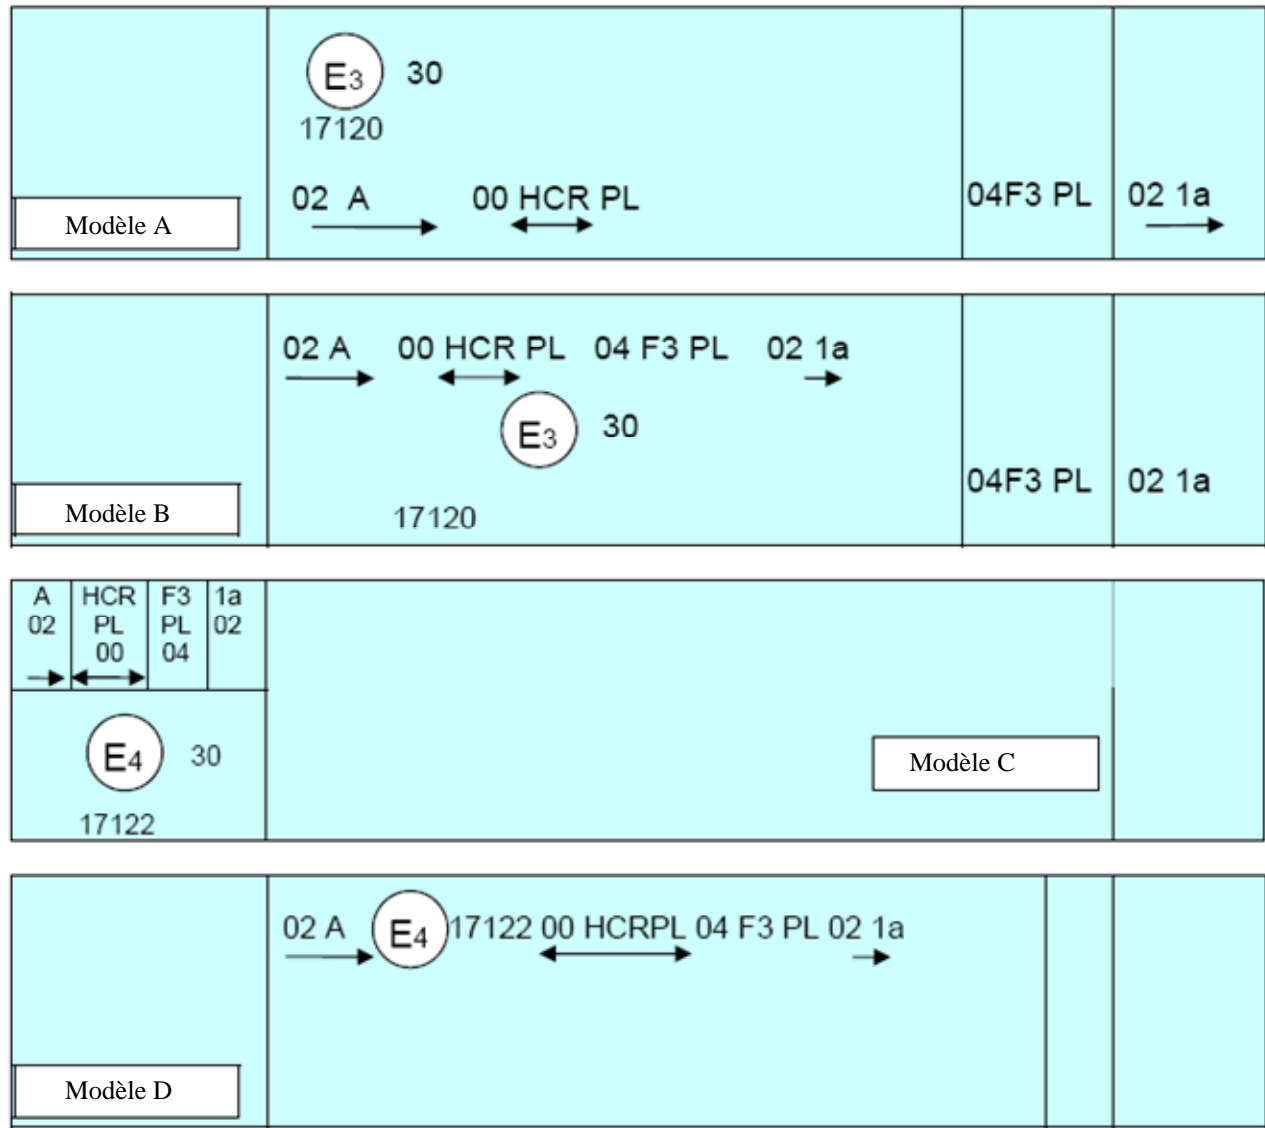 E3 30
17120
02 A 00 HCR PL 04F3 PL 02 1a
Modèle A
02 A 00 HCR PL 04 F3 PL 02 1a
E3 30
04F3 PL 02 1a
Modèle B 17120
A HCR F3 1a
02 PL PL 02
00 04
E4 30
Modèle C
17122
02 A E4 17122 00 HCRPL 04 F3 PL 02 1a
Modèle D